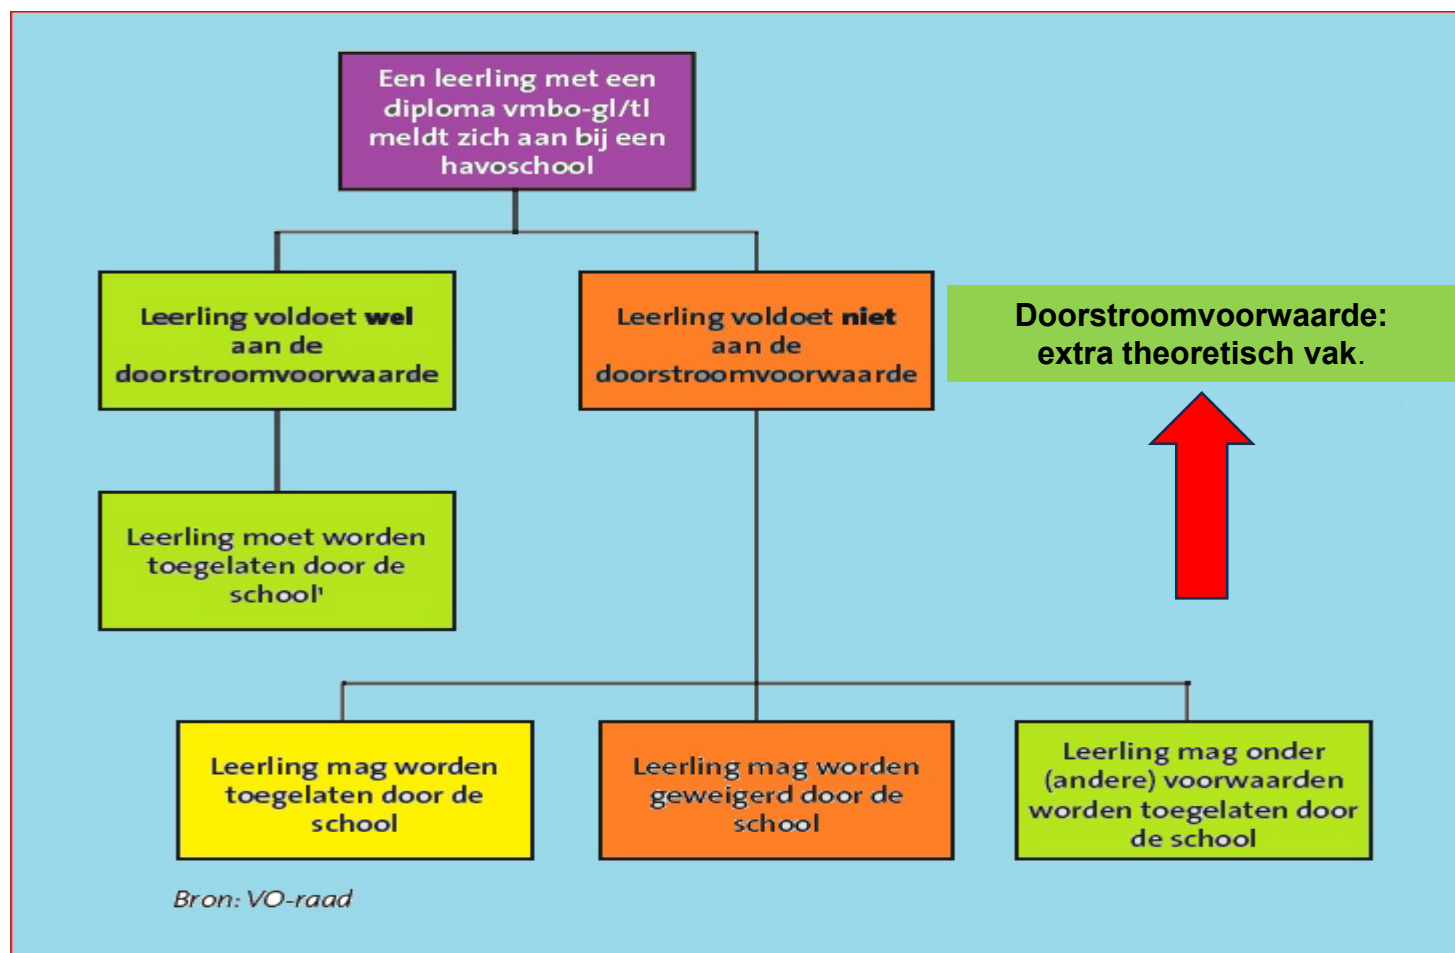 Een leerling met een
diploma vmbo-gl/tl
meldt zich aan bij een
havoschool
Leerling voldoet wel
aan de
doorstroomvoorwaarde
Leerling voldoet niet
aan de
doorstroomvoorwaarde
Doorstroomvoorwaarde:
extra theoretisch vak.
Leerling moet worden
toegelaten door de
school¹
Leerling mag worden
toegelaten door de
school
Leerling mag worden
geweigerd door de
school
Leerling mag onder
(andere) voorwaarden
worden toegelaten door
de school
Bron: VO-raad